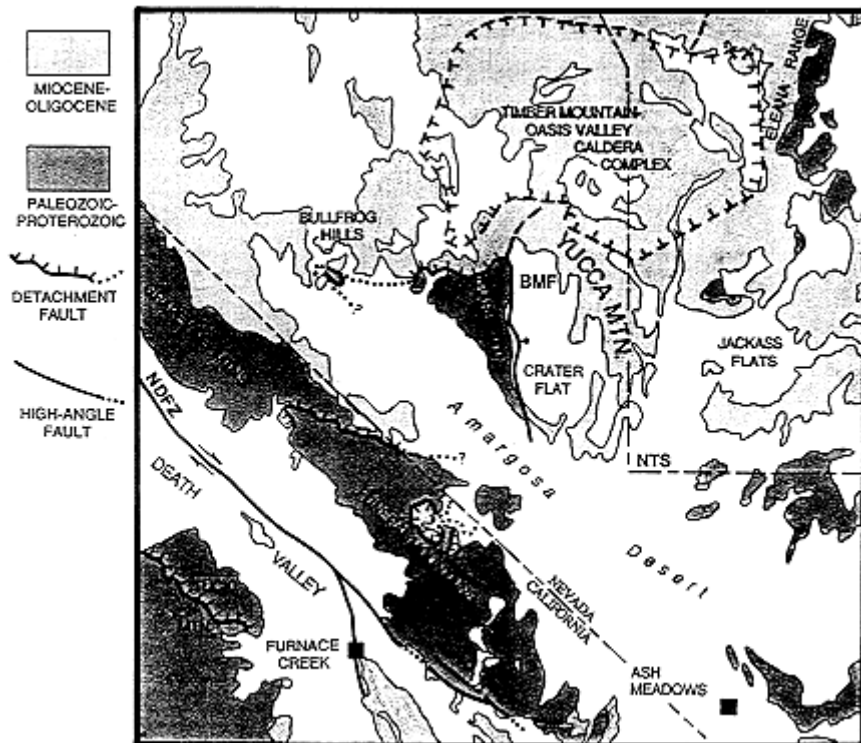 MIOCENE-
OLIGOCENE
PALEOZOIC-
PROTEROZOIC
DETACHMENT
FAULT
HIGH-ANGLE
FAULT
TIMBER MOUNTAIN-
OASIS VALLEY
CALDERA
COMPLEX
ELEANA RANGE
BULLFROG
HILLS
?
BMF
YUCCA MTN.
CRATER
FLAT
JACKASS
FLATS
NDFZ
Amargosa
?
NTS
DEATH
VALLEY
Desert
NEVADA
CALIFORNIA
FURNACE
CREEK
ASH
MEADOWS